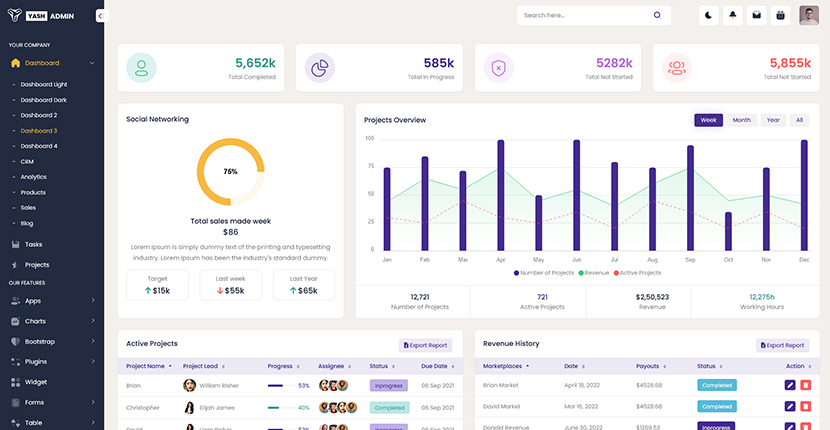 YASH ADMIN
Search here...
YOUR COMPANY
Dashboard
- Dashboard Light
- Dashboard Dark
- Dashboard 2
- Dashboard 3
- Dashboard 4
- CRM
- Analytics
- Products
- Sales
- Blog
Tasks
Projects
OUR FEATURES
Apps
Charts
Bootstrap
Plugins
Widget
Forms
Table
5,652k
Total Completed
585k
Total In Progress
5282k
Total Not Started
5,855k
Total Not Started
Social Networking
76%
Total sales made week
$86
Lorem Ipsum is simply dummy text of the printing and typesetting
industry. Lorem Ipsum has been the industry's standard dummy.
Target
$15k
Last week
$55k
Last Year
$65k
Projects Overview
Week Month Year All
100
75
50
25
0
Jan Feb Mar Apr May Jun Jul Aug Sep Oct Nov Dec
Number of Projects Revenue Active Projects
12,721
Number of Projects
721
Active Projects
$2,50,523
Revenue
12,275h
Working Hours
Active Projects
Export Report
Project Name Project Lead Progress Assignee Status Due Date
Brian William Risher 53% Inprogress 06 Sep 2021
Christopher Elijah James 40% Completed 06 Sep 2021
Revenue History
Export Report
Marketplaces Date Payouts Status Action
Brian Market April 18, 2022 $4528.68 Completed
David Market Mar 16, 2022 $4528.68 Completed
Donald Revenue June 30, 2022 $1269.53 Inprogress